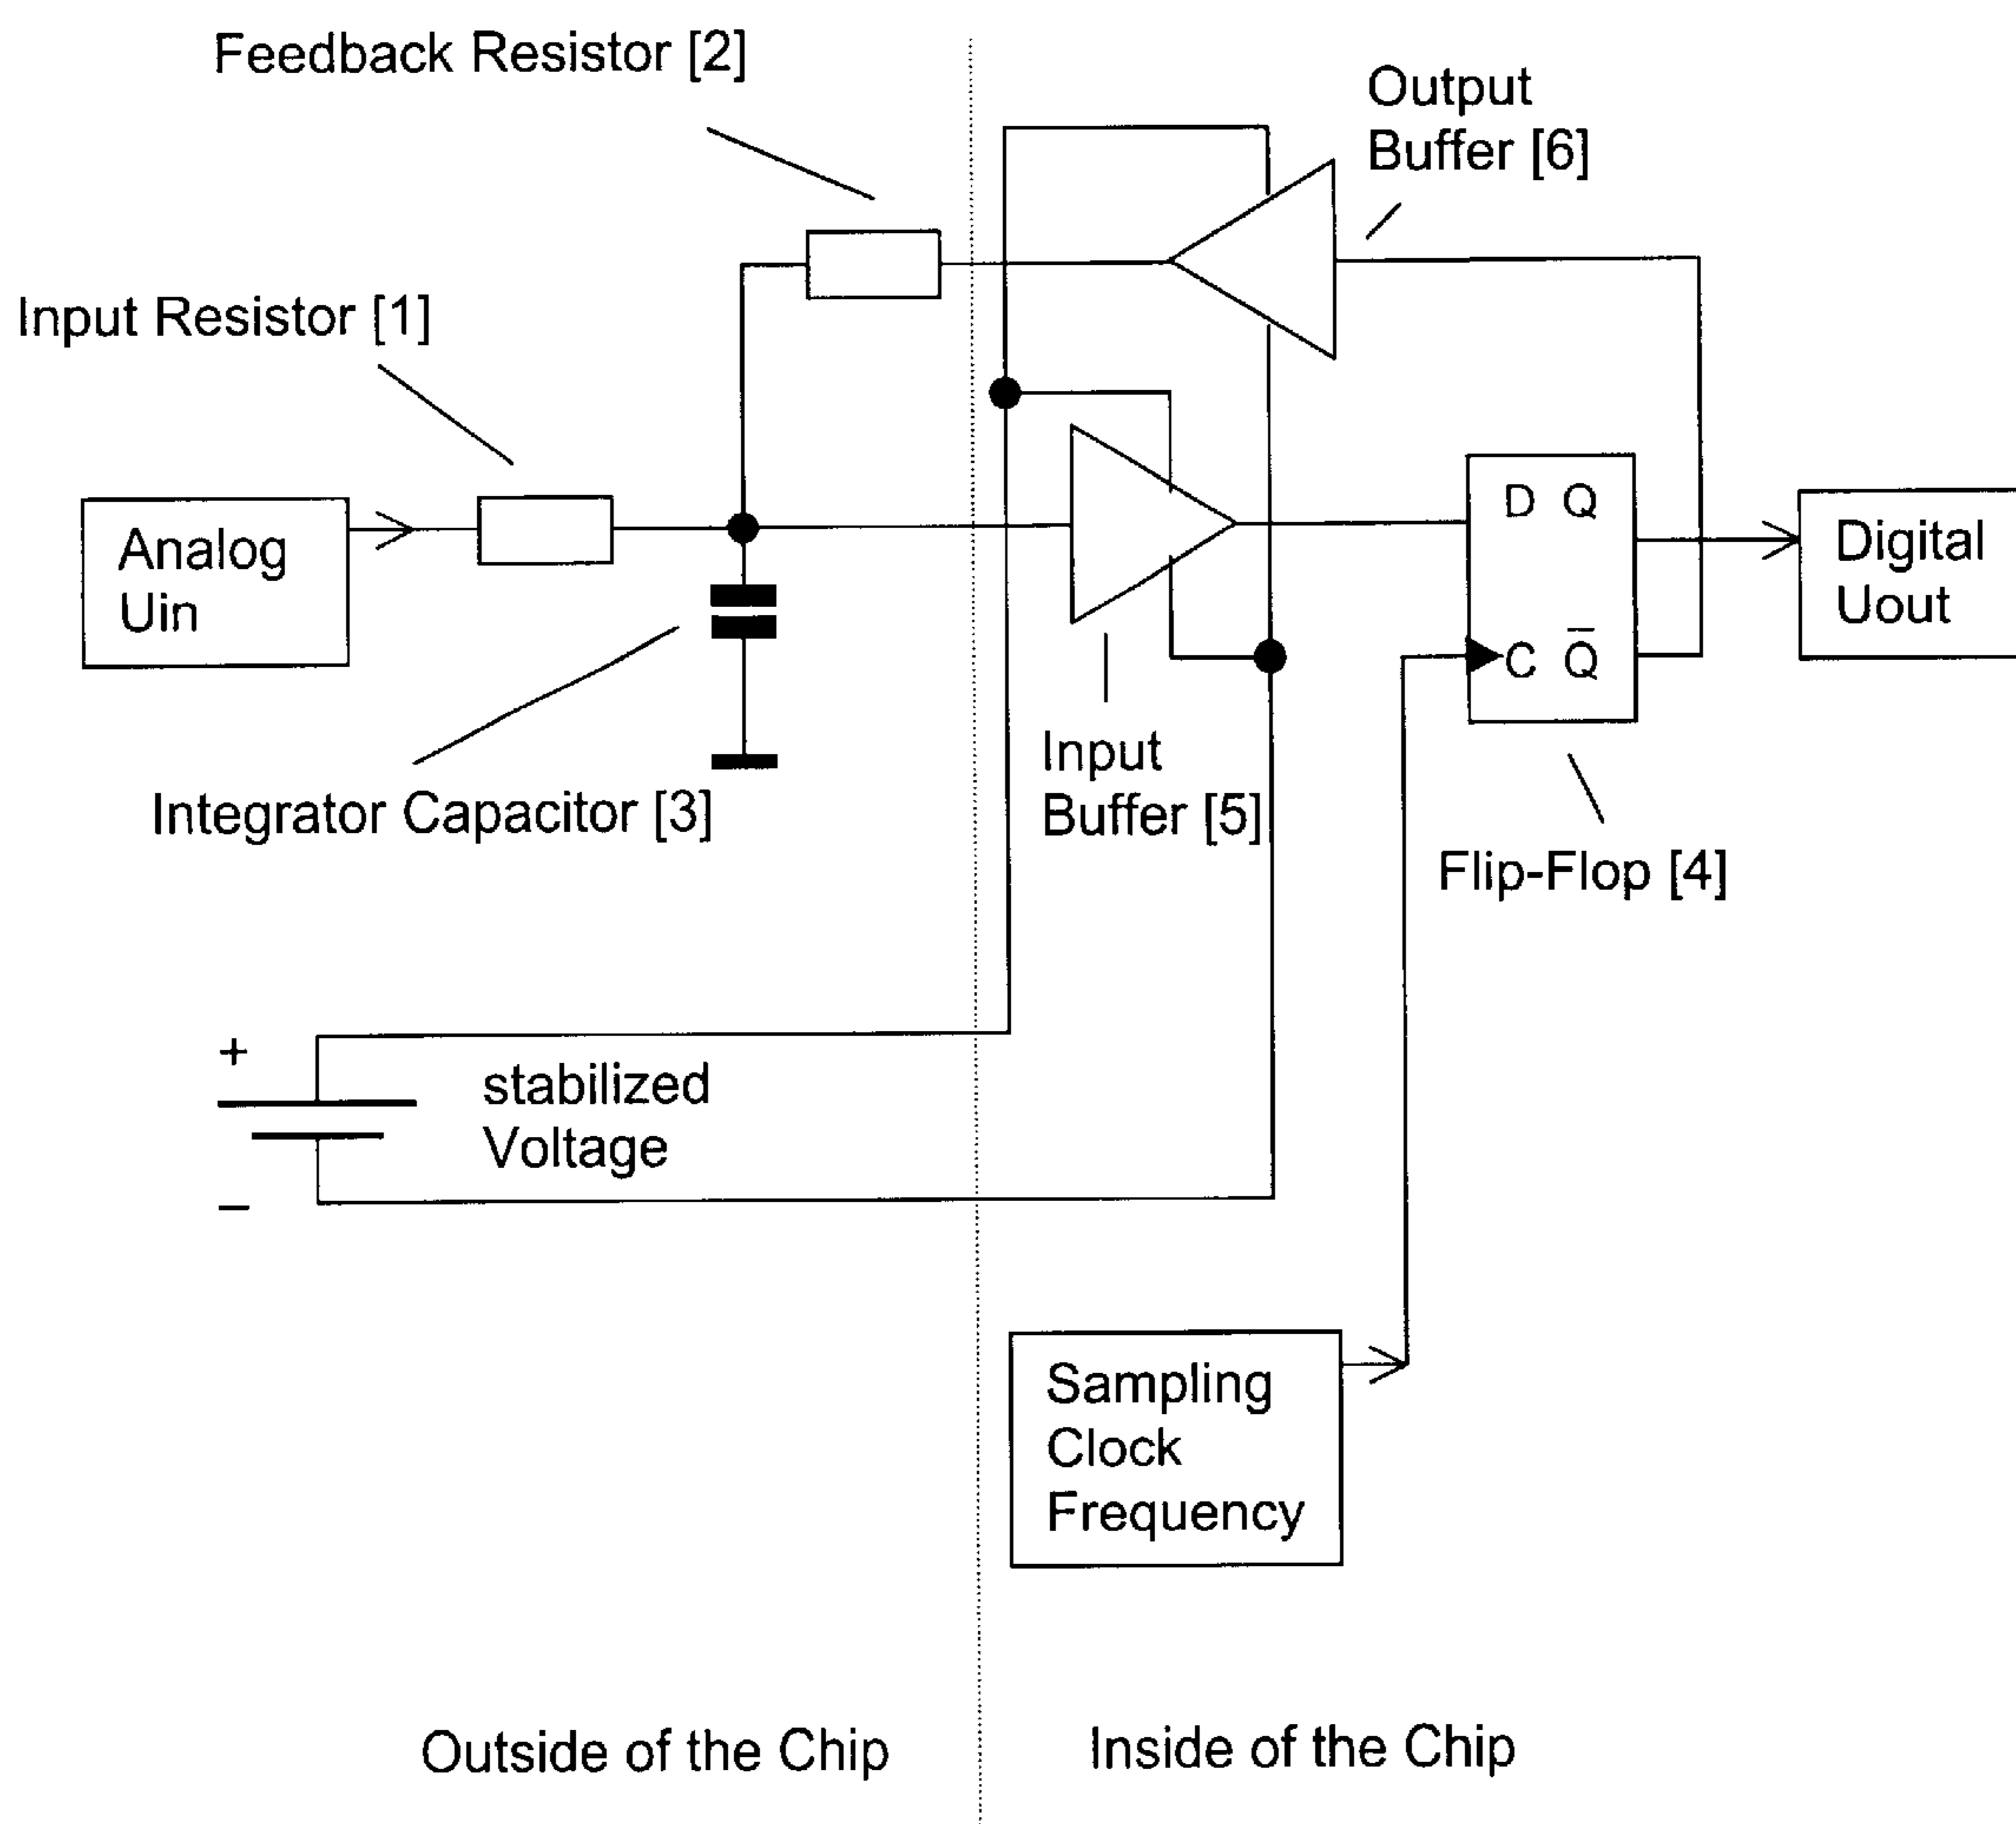 Feedback Resistor [2]
Output
Buffer [6]
Input Resistor [1]
Analog
Uin
D Q
C Q̅
Digital
Uout
Integrator Capacitor [3]
Input
Buffer [5]
Flip-Flop [4]
+
stabilized
Voltage
–
Sampling
Clock
Frequency
Outside of the Chip
Inside of the Chip